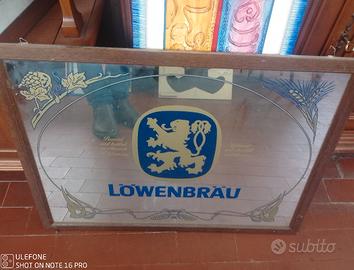 LÖWENBRÄU
ULEFONE
SHOT ON NOTE 16 PRO
subito